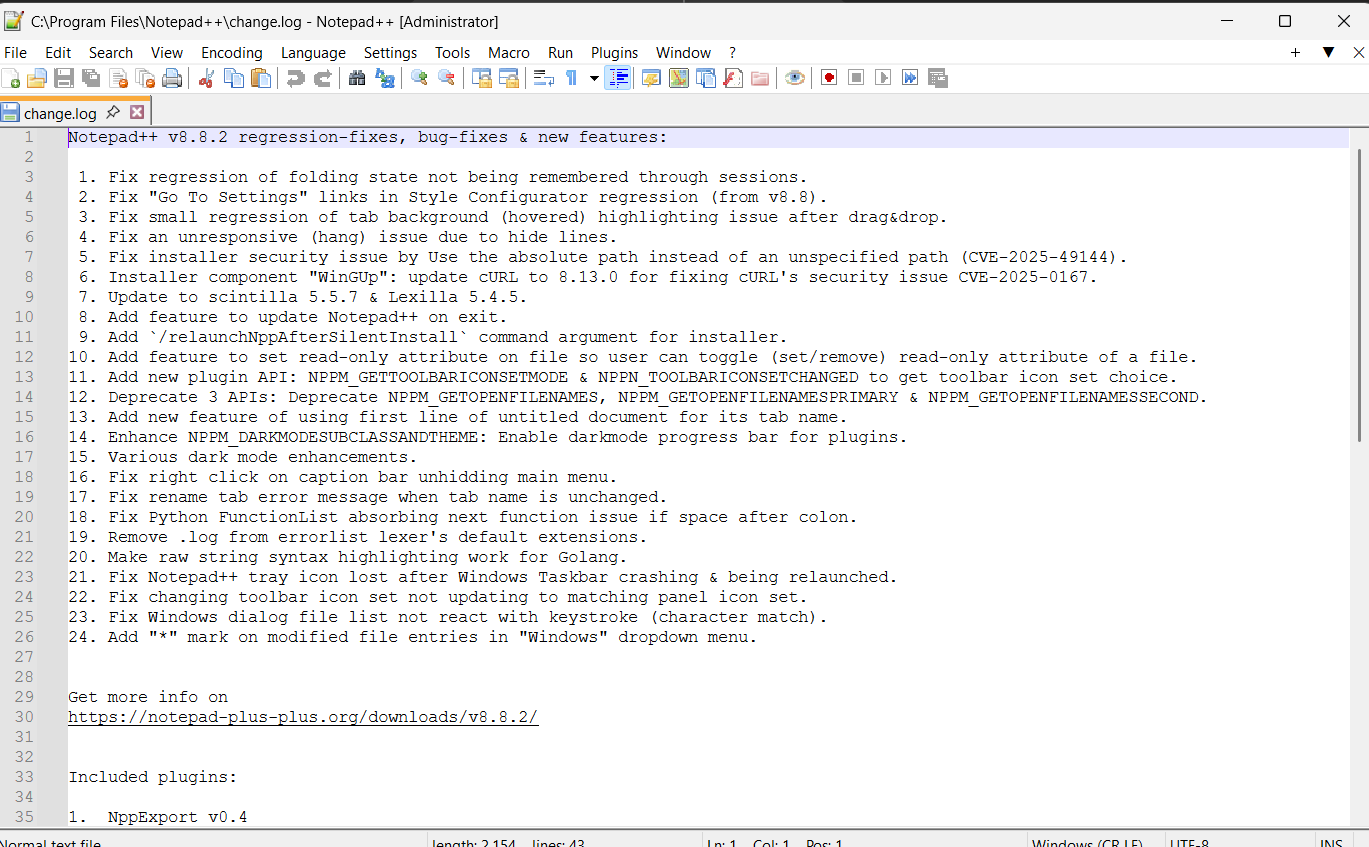 C:\Program Files\Notepad++\change.log - Notepad++ [Administrator]
File Edit Search View Encoding Language Settings Tools Macro Run Plugins Window ?
change.log
1 Notepad++ v8.8.2 regression-fixes, bug-fixes & new features:
2
3 1. Fix regression of folding state not being remembered through sessions.
4 2. Fix "Go To Settings" links in Style Configurator regression (from v8.8).
5 3. Fix small regression of tab background (hovered) highlighting issue after drag&drop.
6 4. Fix an unresponsive (hang) issue due to hide lines.
7 5. Fix installer security issue by Use the absolute path instead of an unspecified path (CVE-2025-49144).
8 6. Installer component "WinGUp": update cURL to 8.13.0 for fixing cURL's security issue CVE-2025-0167.
9 7. Update to scintilla 5.5.7 & Lexilla 5.4.5.
10 8. Add feature to update Notepad++ on exit.
11 9. Add `/relaunchNppAfterSilentInstall` command argument for installer.
12 10. Add feature to set read-only attribute on file so user can toggle (set/remove) read-only attribute of a file.
13 11. Add new plugin API: NPPM_GETTOOLBARICONSETMODE & NPPN_TOOLBARICONSETCHANGED to get toolbar icon set choice.
14 12. Deprecate 3 APIs: Deprecate NPPM_GETOPENFILENAMES, NPPM_GETOPENFILENAMESPRIMARY & NPPM_GETOPENFILENAMESSECOND.
15 13. Add new feature of using first line of untitled document for its tab name.
16 14. Enhance NPPM_DARKMODESUBCLASSANDTHEME: Enable darkmode progress bar for plugins.
17 15. Various dark mode enhancements.
18 16. Fix right click on caption bar unhidding main menu.
19 17. Fix rename tab error message when tab name is unchanged.
20 18. Fix Python FunctionList absorbing next function issue if space after colon.
21 19. Remove .log from errorlist lexer's default extensions.
22 20. Make raw string syntax highlighting work for Golang.
23 21. Fix Notepad++ tray icon lost after Windows Taskbar crashing & being relaunched.
24 22. Fix changing toolbar icon set not updating to matching panel icon set.
25 23. Fix Windows dialog file list not react with keystroke (character match).
26 24. Add "*" mark on modified file entries in "Windows" dropdown menu.
27
28
29 Get more info on
30 https://notepad-plus-plus.org/downloads/v8.8.2/
31
32
33 Included plugins:
34
35 1. NppExport v0.4
Normal text file length: 2,154 lines: 43 Ln: 1 Col: 1 Pos: 1 Windows (CR LF) UTF-8 INS